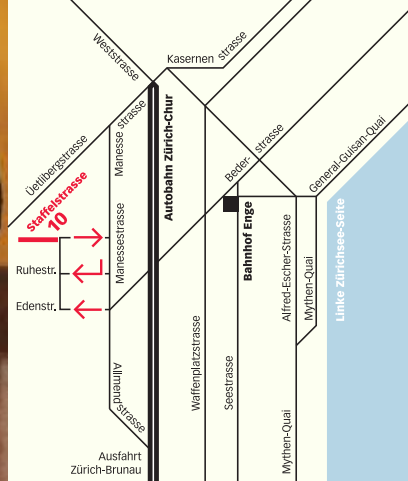 Weststrasse
Kasernen strasse
Manesse strasse
Autobahn Zürich-Chur
Üetlibergstrasse
Staffelstrasse
10
Beder- strasse
General-Guisan-Quai
Manessestrasse
Bahnhof Enge
Alfred-Escher-Strasse
Mythen-Quai
Linke Zürichsee-Seite
Ruhestr.
Edenstr.
Waffenplatzstrasse
Seestrasse
Allmend strasse
Mythen-Quai
Ausfahrt
Zürich-Brunau